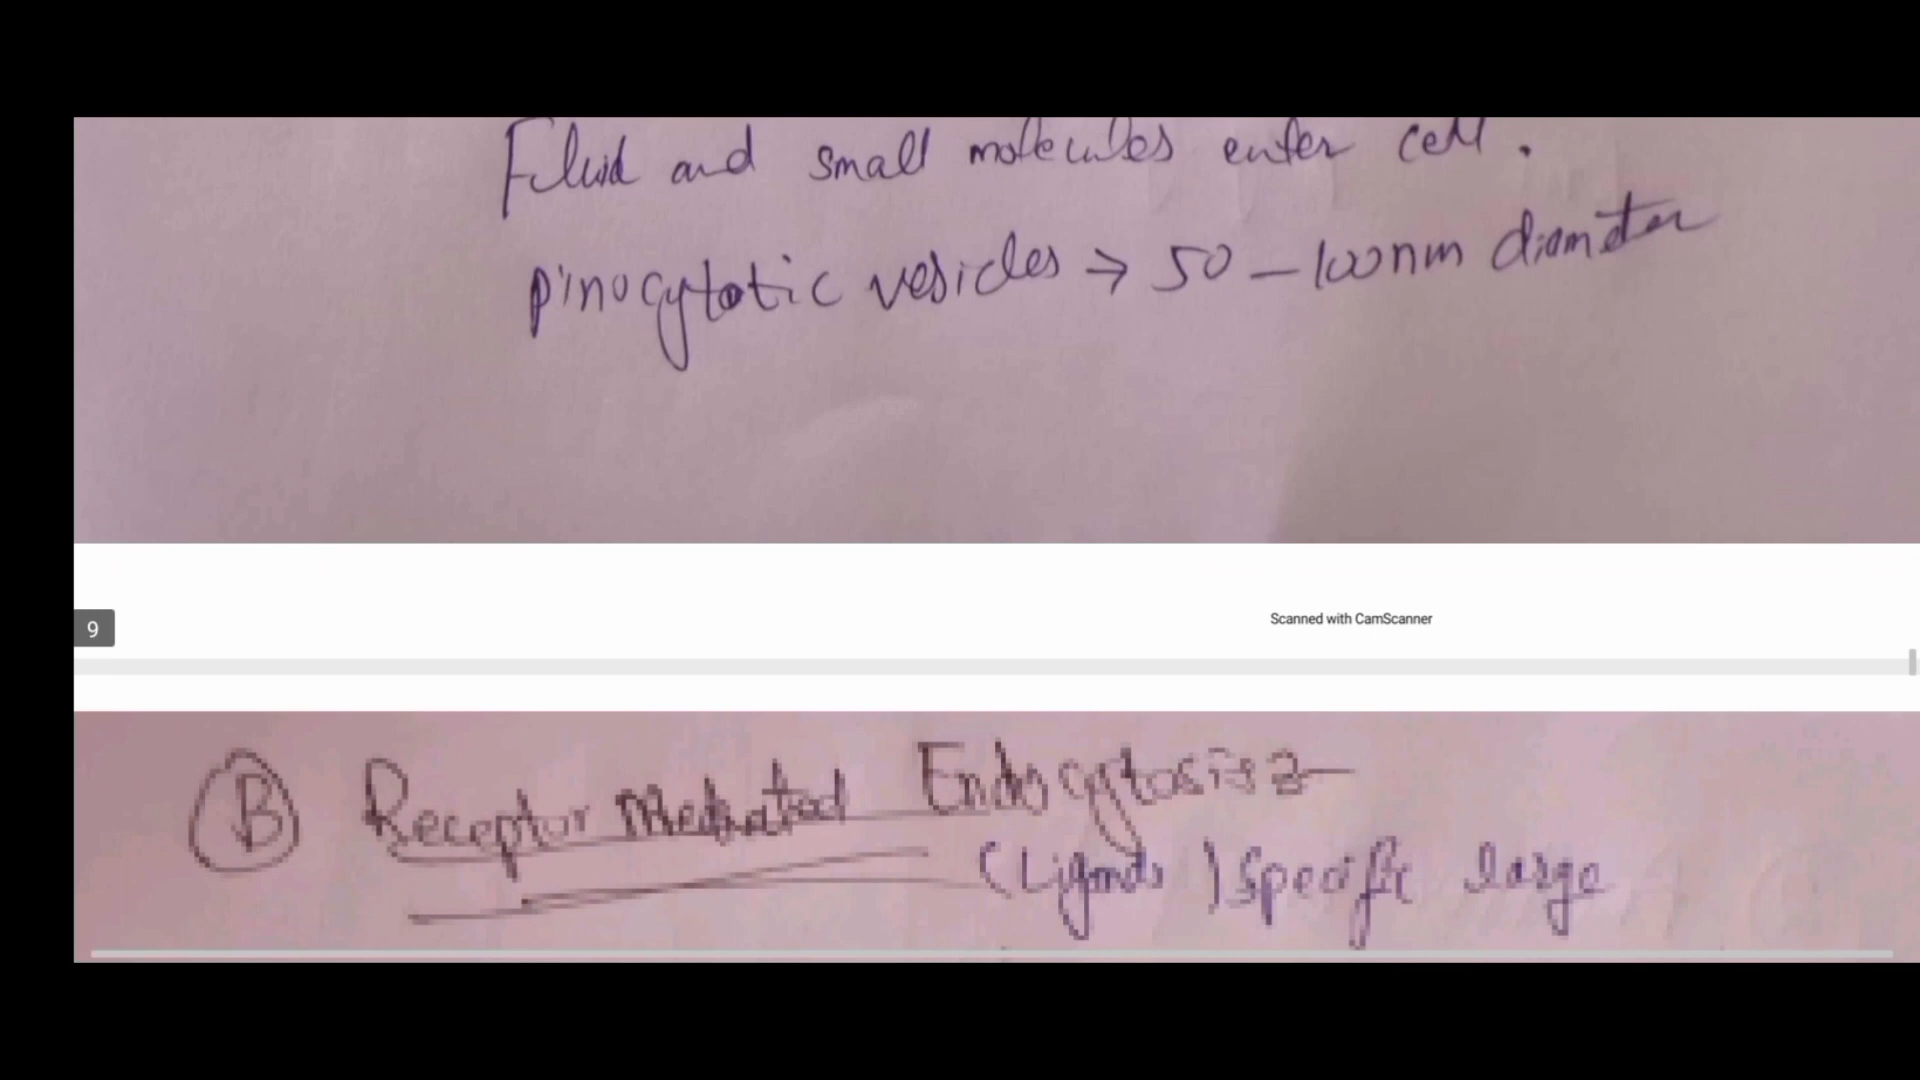 Fluid and small molecules enter cell.
Pinocytotic vesicles → 50 – 100nm diameter
Scanned with CamScanner
9
B Receptor Mediated Endocytosis :-
(Ligands) specific large